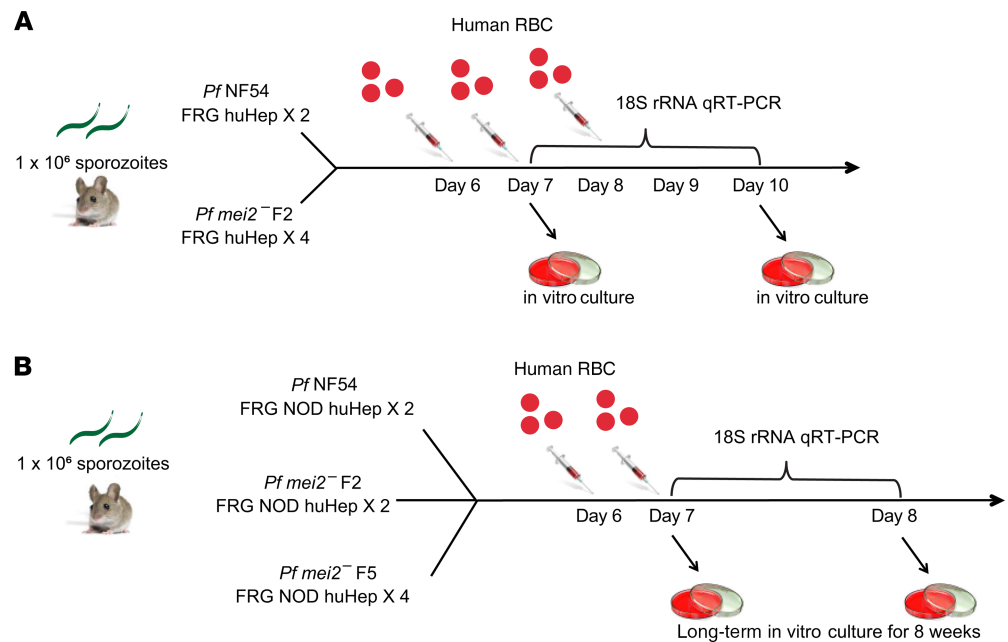 A
Human RBC
Pf NF54
FRG huHep X 2
18S rRNA qRT-PCR
1 x 10⁶ sporozoites
Day 6
Day 7
Day 8
Day 9
Day 10
Pf mei2⁻ F2
FRG huHep X 4
in vitro culture
in vitro culture
B
Human RBC
Pf NF54
FRG NOD huHep X 2
18S rRNA qRT-PCR
1 x 10⁶ sporozoites
Pf mei2⁻ F2
FRG NOD huHep X 2
Day 6
Day 7
Day 8
Pf mei2⁻ F5
FRG NOD huHep X 4
Long-term in vitro culture for 8 weeks